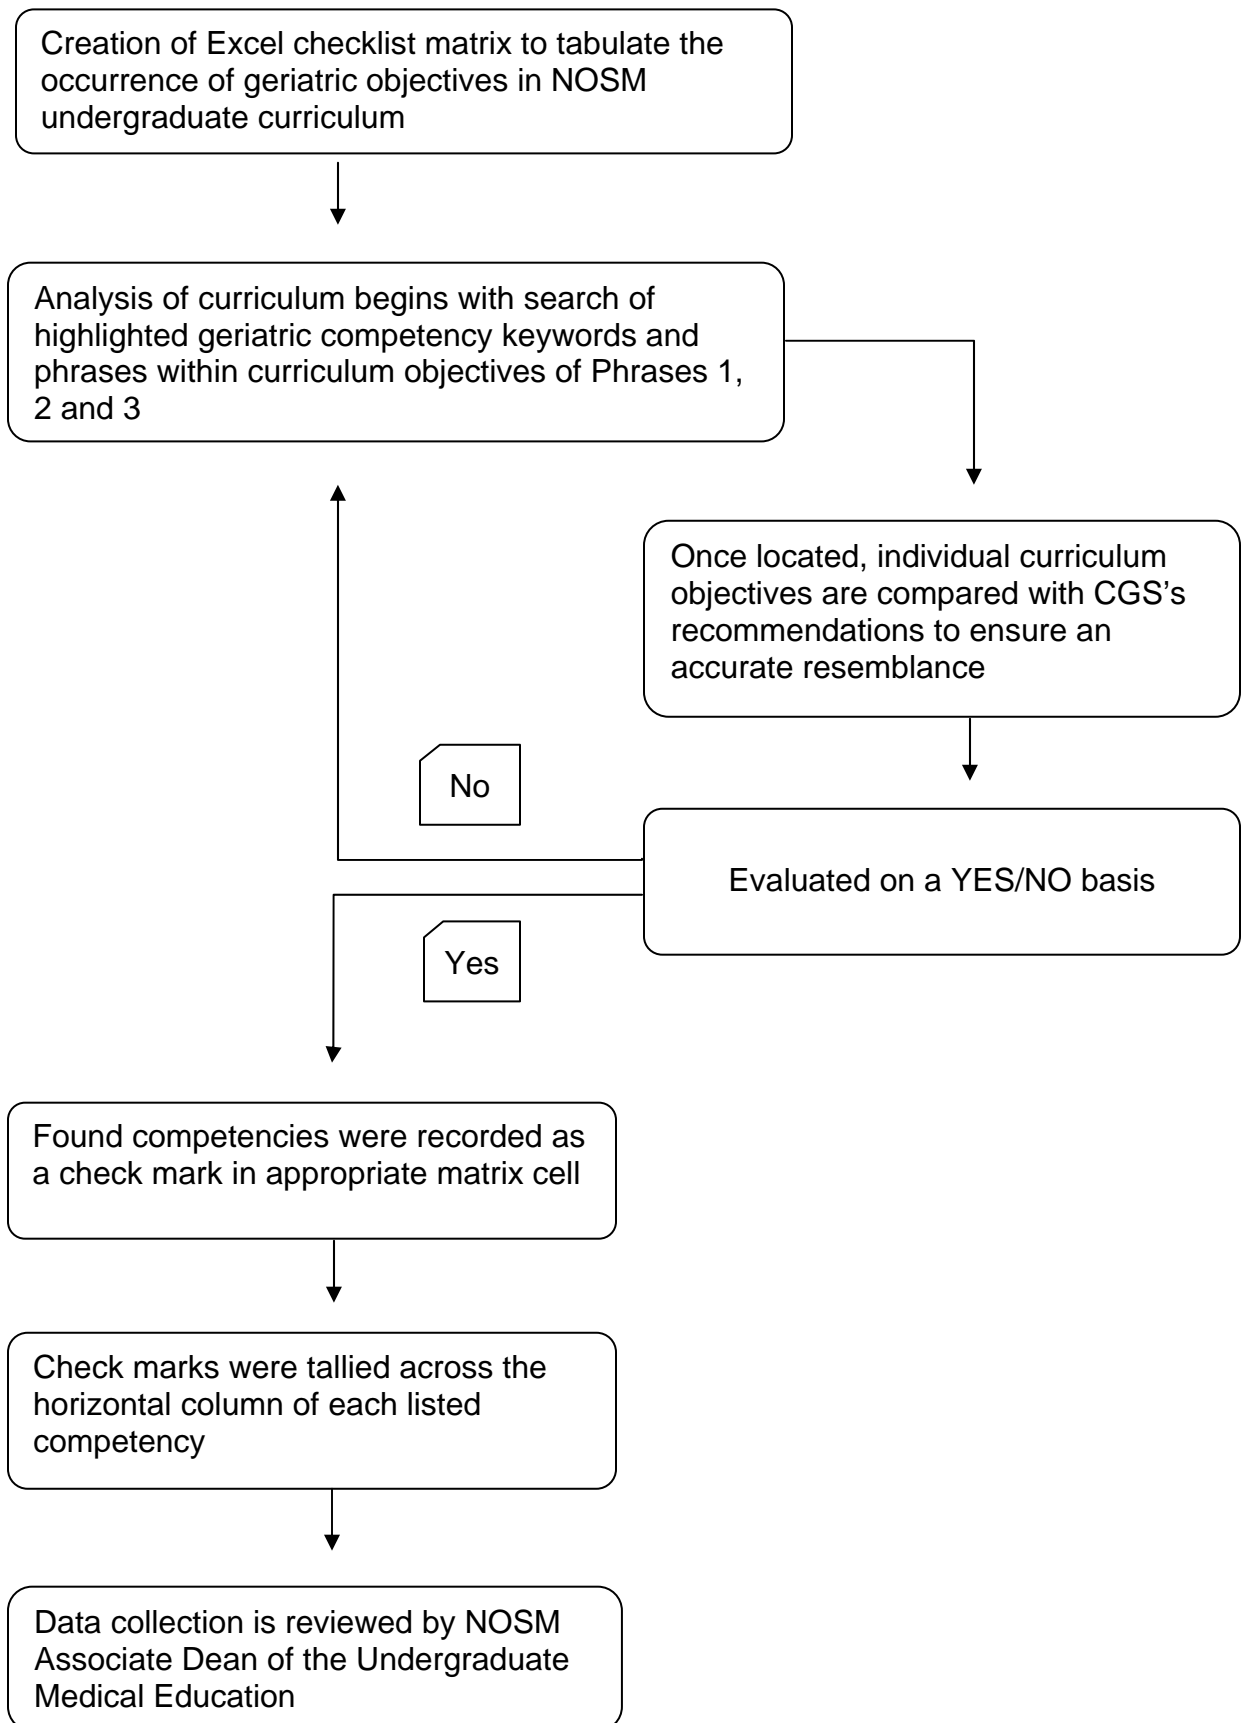 Creation of Excel checklist matrix to tabulate the
occurrence of geriatric objectives in NOSM
undergraduate curriculum
Analysis of curriculum begins with search of
highlighted geriatric competency keywords and
phrases within curriculum objectives of Phrases 1,
2 and 3
Once located, individual curriculum
objectives are compared with CGS’s
recommendations to ensure an
accurate resemblance
No
Evaluated on a YES/NO basis
Yes
Found competencies were recorded as
a check mark in appropriate matrix cell
Check marks were tallied across the
horizontal column of each listed
competency
Data collection is reviewed by NOSM
Associate Dean of the Undergraduate
Medical Education